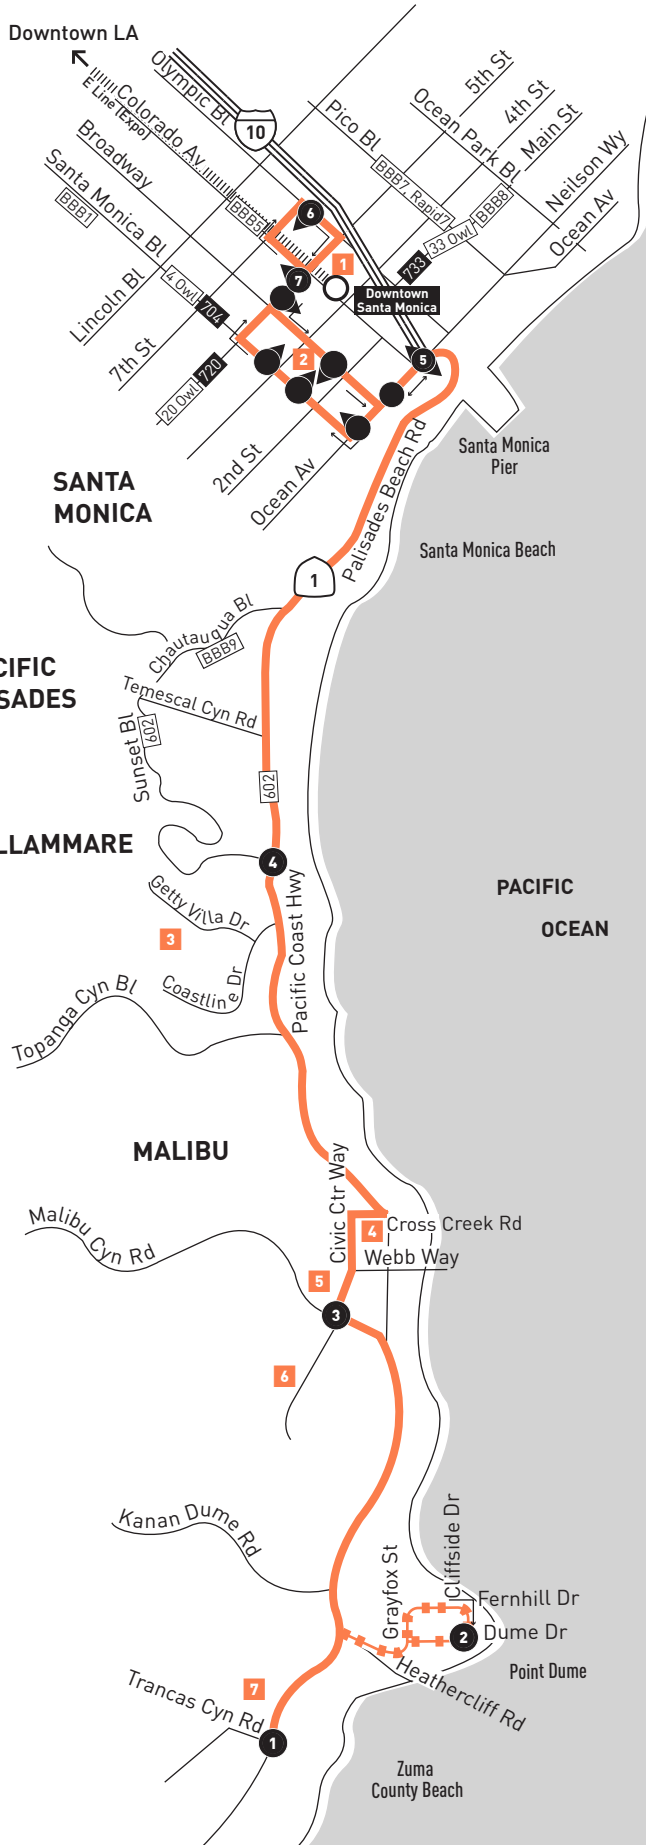 Downtown LA
Olympic Bl
10
E Line (Expo)
Colorado Av
Broadway
Santa Monica Bl
BBB1
Pico Bl
BBB7, Rapid7
Ocean Park Bl
5th St
4th St
Main St
BBB8
33 Owl
733
Neilson Wy
Ocean Av
BBB5
6
1
7
Downtown
Santa Monica
Lincoln Bl
4 Owl
704
7th St
20 Owl
720
2
5
2nd St
Ocean Av
Palisades Beach Rd
Santa Monica
Pier
SANTA
MONICA
Santa Monica Beach
1
Chautauqua Bl
BBB9
CIFIC
SADES
Temescal Cyn Rd
Sunset Bl
602
602
LLAMMARE
4
Getty Villa Dr
3
Coastline Dr
Pacific Coast Hwy
PACIFIC
OCEAN
Topanga Cyn Bl
MALIBU
Civic Ctr Way
4
Cross Creek Rd
Malibu Cyn Rd
Webb Way
5
3
6
Kanan Dume Rd
Grayfox St
Cliffside Dr
Fernhill Dr
2
Dume Dr
Heathercliff Rd
Point Dume
7
Trancas Cyn Rd
1
Zuma
County Beach